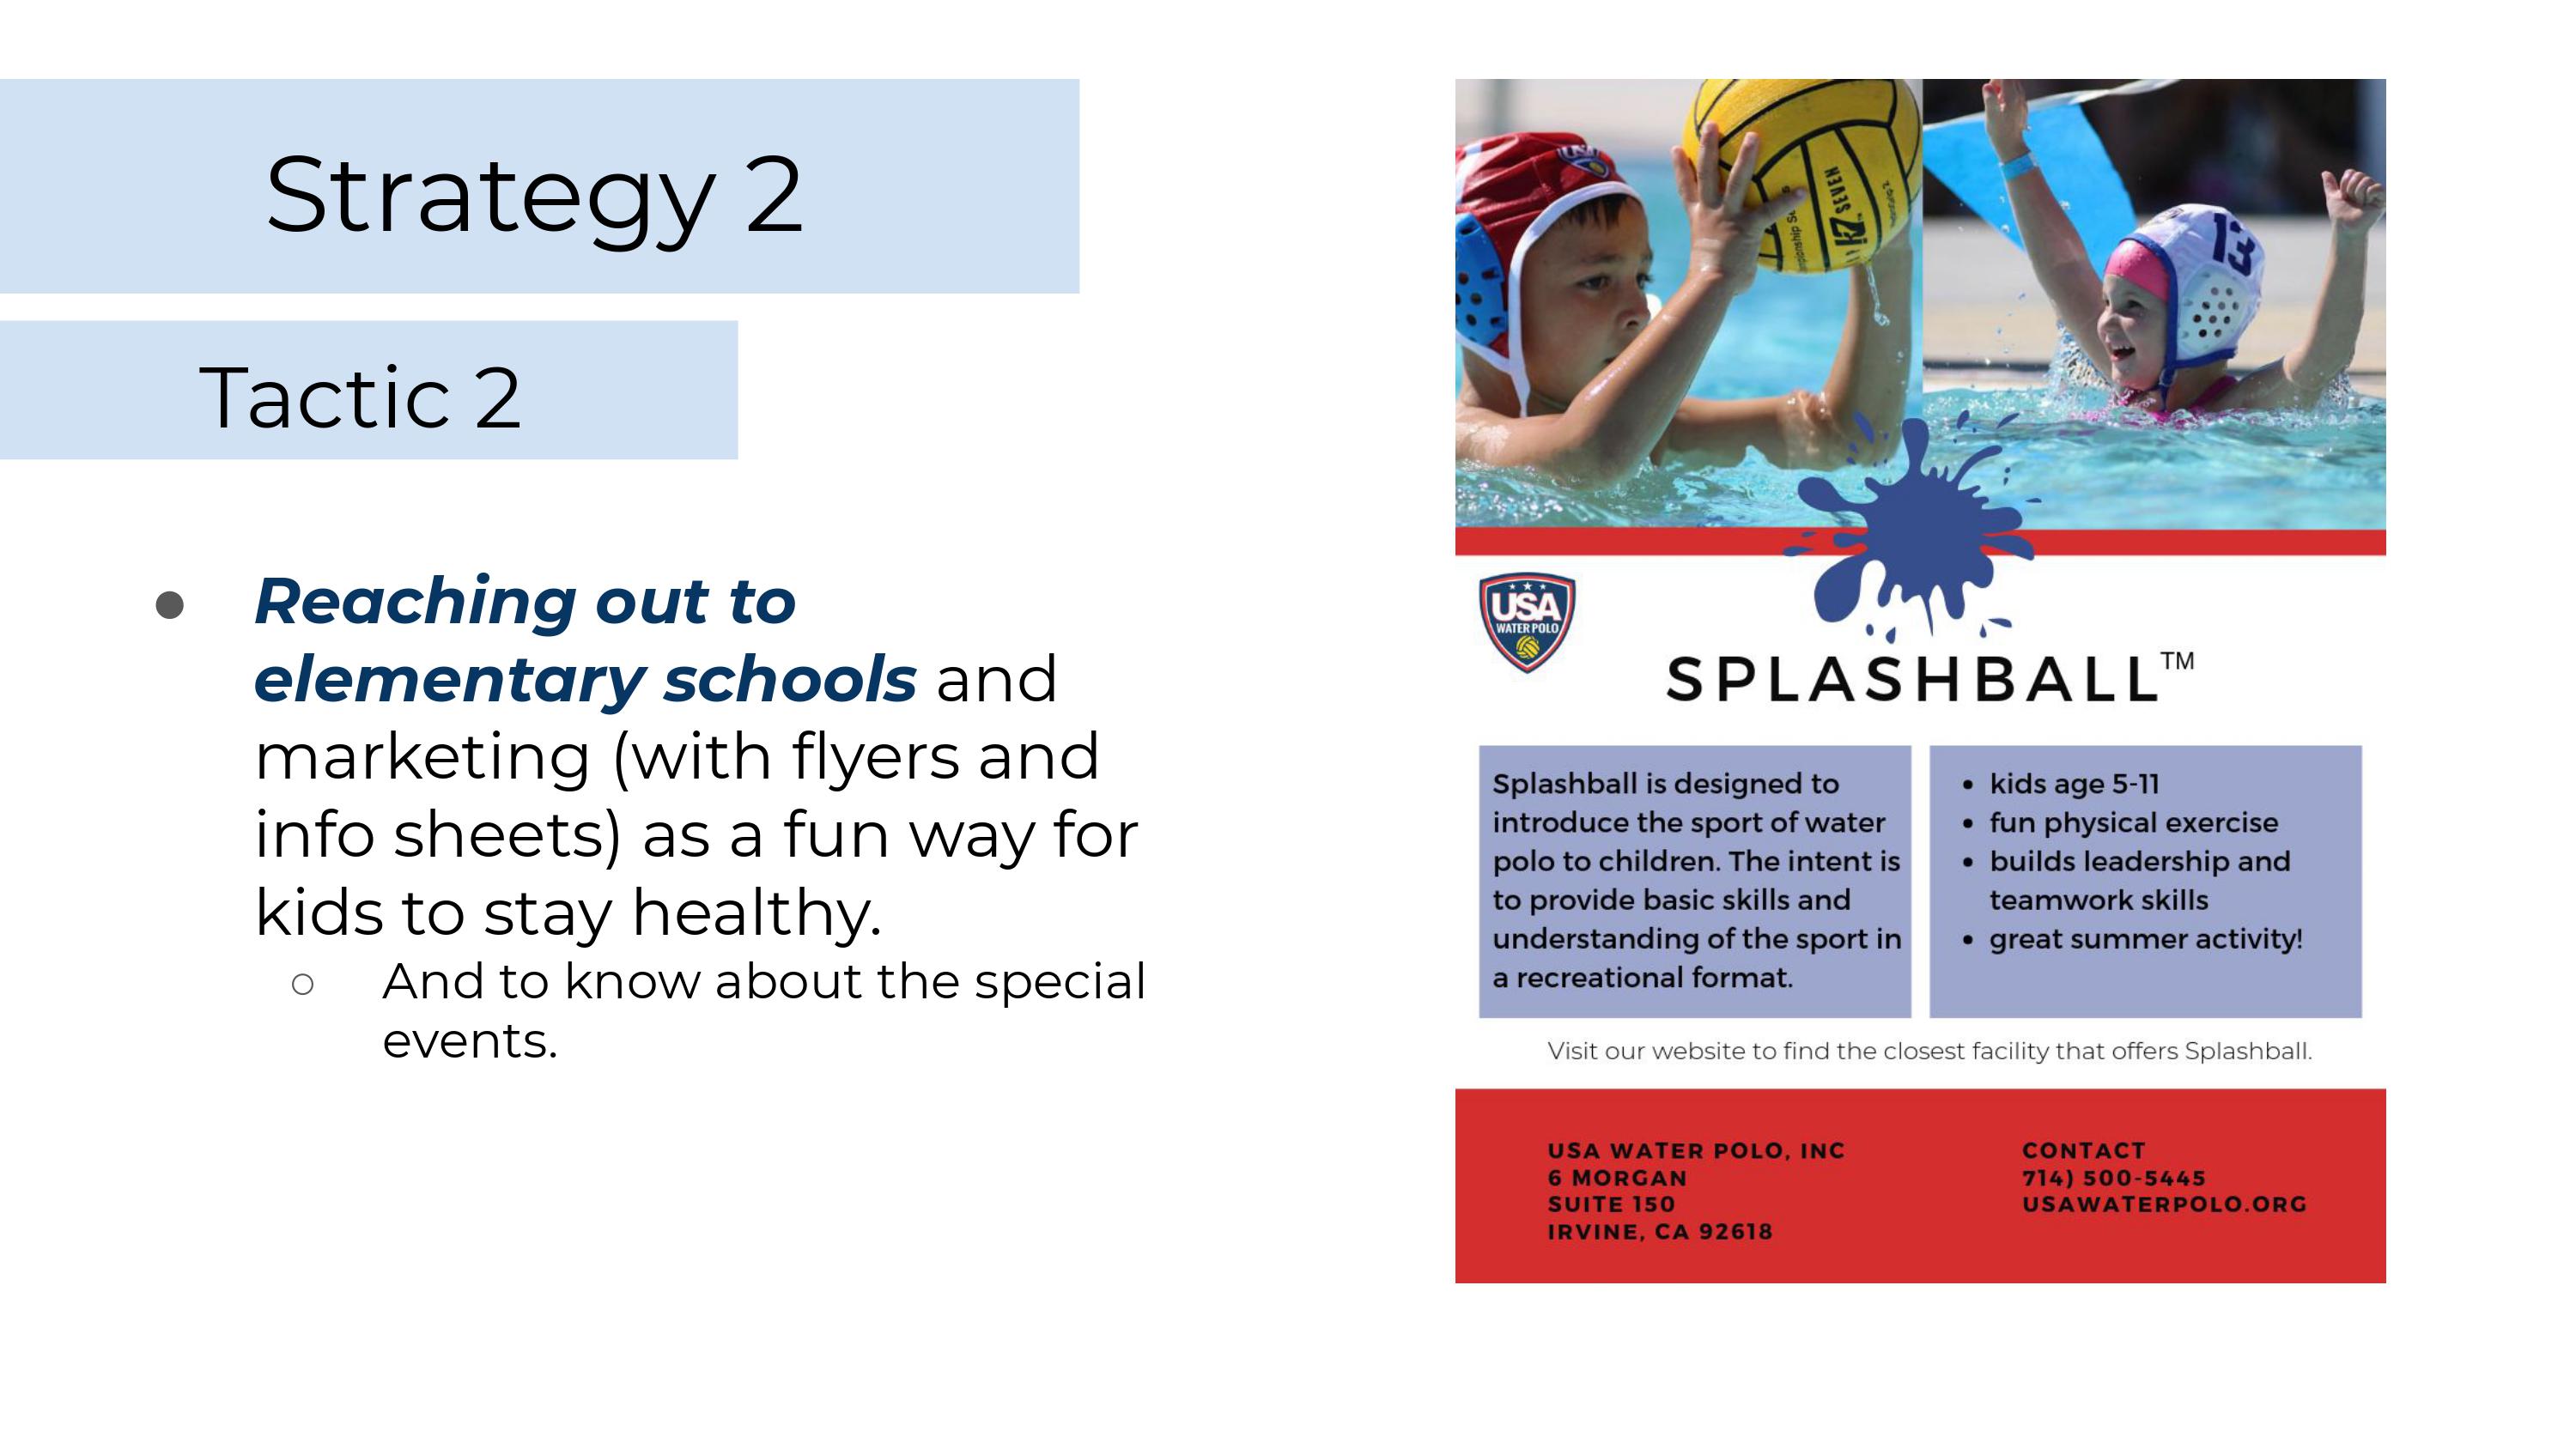 Strategy 2
Tactic 2
● Reaching out to
elementary schools and
marketing (with flyers and
info sheets) as a fun way for
kids to stay healthy.
○ And to know about the special
events.
SEVEN
K7
13
USA
WATER POLO
SPLASHBALL™
Splashball is designed to
introduce the sport of water
polo to children. The intent is
to provide basic skills and
understanding of the sport in
a recreational format.
• kids age 5-11
• fun physical exercise
• builds leadership and
teamwork skills
• great summer activity!
Visit our website to find the closest facility that offers Splashball.
USA WATER POLO, INC
6 MORGAN
SUITE 150
IRVINE, CA 92618
CONTACT
714) 500-5445
USAWATERPOLO.ORG